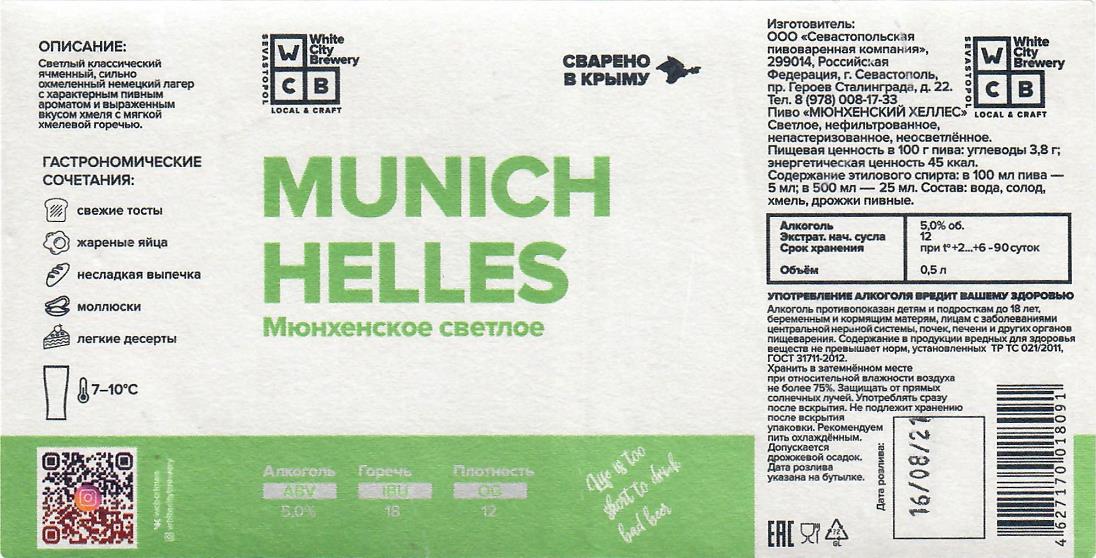 ОПИСАНИЕ:
Светлый классический
ячменный, сильно
охмеленный немецкий лагер
с характерным пивным
ароматом и выраженным
вкусом хмеля с мягкой
хмелевой горечью.
ГАСТРОНОМИЧЕСКИЕ
СОЧЕТАНИЯ:
свежие тосты
жареные яйца
несладкая выпечка
моллюски
легкие десерты
7–10°C
whitecitybrewery
W
C B
SEVASTOPOL
White
City
Brewery
LOCAL & CRAFT
СВАРЕНО
В КРЫМУ
MUNICH
HELLES
Мюнхенское светлое
Алкоголь Горечь Плотность
ABV IBU OG
5,0% 18 12
Life is too
short to drink
bad beer
Изготовитель:
ООО «Севастопольская
пивоваренная компания»,
299014, Российская
Федерация, г. Севастополь,
пр. Героев Сталинграда, д. 22.
Тел. 8 (978) 008-17-33
Пиво «МЮНХЕНСКИЙ ХЕЛЛЕС»
Светлое, нефильтрованное,
непастеризованное, неосветлённое.
Пищевая ценность в 100 г пива: углеводы 3,8 г;
энергетическая ценность 45 ккал.
Содержание этилового спирта: в 100 мл пива —
5 мл; в 500 мл — 25 мл. Состав: вода, солод,
хмель, дрожжи пивные.
W
C B
SEVASTOPOL
White
City
Brewery
LOCAL & CRAFT
Алкоголь 5,0% об.
Экстрат. нач. сусла 12
Срок хранения при t° +2...+6 - 90 суток
Объём 0,5 л
УПОТРЕБЛЕНИЕ АЛКОГОЛЯ ВРЕДИТ ВАШЕМУ ЗДОРОВЬЮ
Алкоголь противопоказан детям и подросткам до 18 лет,
беременным и кормящим матерям, лицам с заболеваниями
центральной нервной системы, почек, печени и других органов
пищеварения. Содержание в продукции вредных для здоровья
веществ не превышает норм, установленных ТР ТС 021/2011,
ГОСТ 31711-2012.
Хранить в затемнённом месте
при относительной влажности воздуха
не более 75%. Защищать от прямых
солнечных лучей. Употреблять сразу
после вскрытия. Не подлежит хранению
после вскрытия
упаковки. Рекомендуем
пить охлаждённым.
Допускается
дрожжевой осадок.
Дата розлива
указана на бутылке.
Дата розлива:
16/08/21
EAC
72
GL
4627170018091